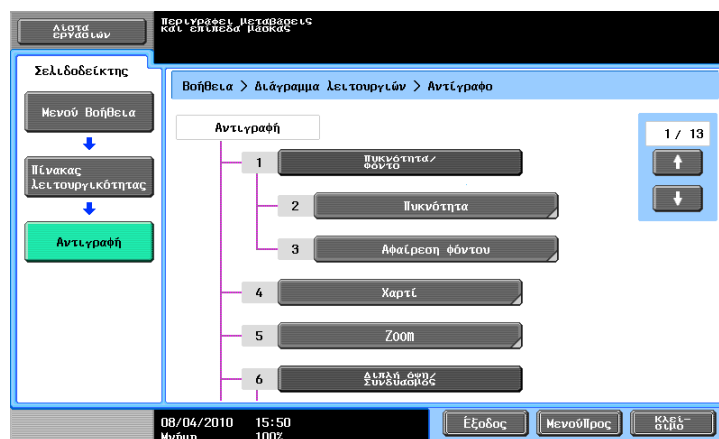 Λίστα
εργασιών
Περιγράφει μεταβάσεις
και επίπεδα μάσκας
Σελιδοδείκτης
Μενού Βοήθεια
Πίνακας
λειτουργικότητας
Αντιγραφή
Βοήθεια > Διάγραμμα λειτουργιών > Αντίγραφο
Αντιγραφή
1 / 13
1 Πυκνότητα/
φόντο
2 Πυκνότητα
3 Αφαίρεση φόντου
4 Χαρτί
5 Zoom
6 Διπλή όψη/
Συνδυασμός
08/04/2010 15:50
Μνήμη 100%
Έξοδος
ΜενούΠρος
Κλεί-
σιμο